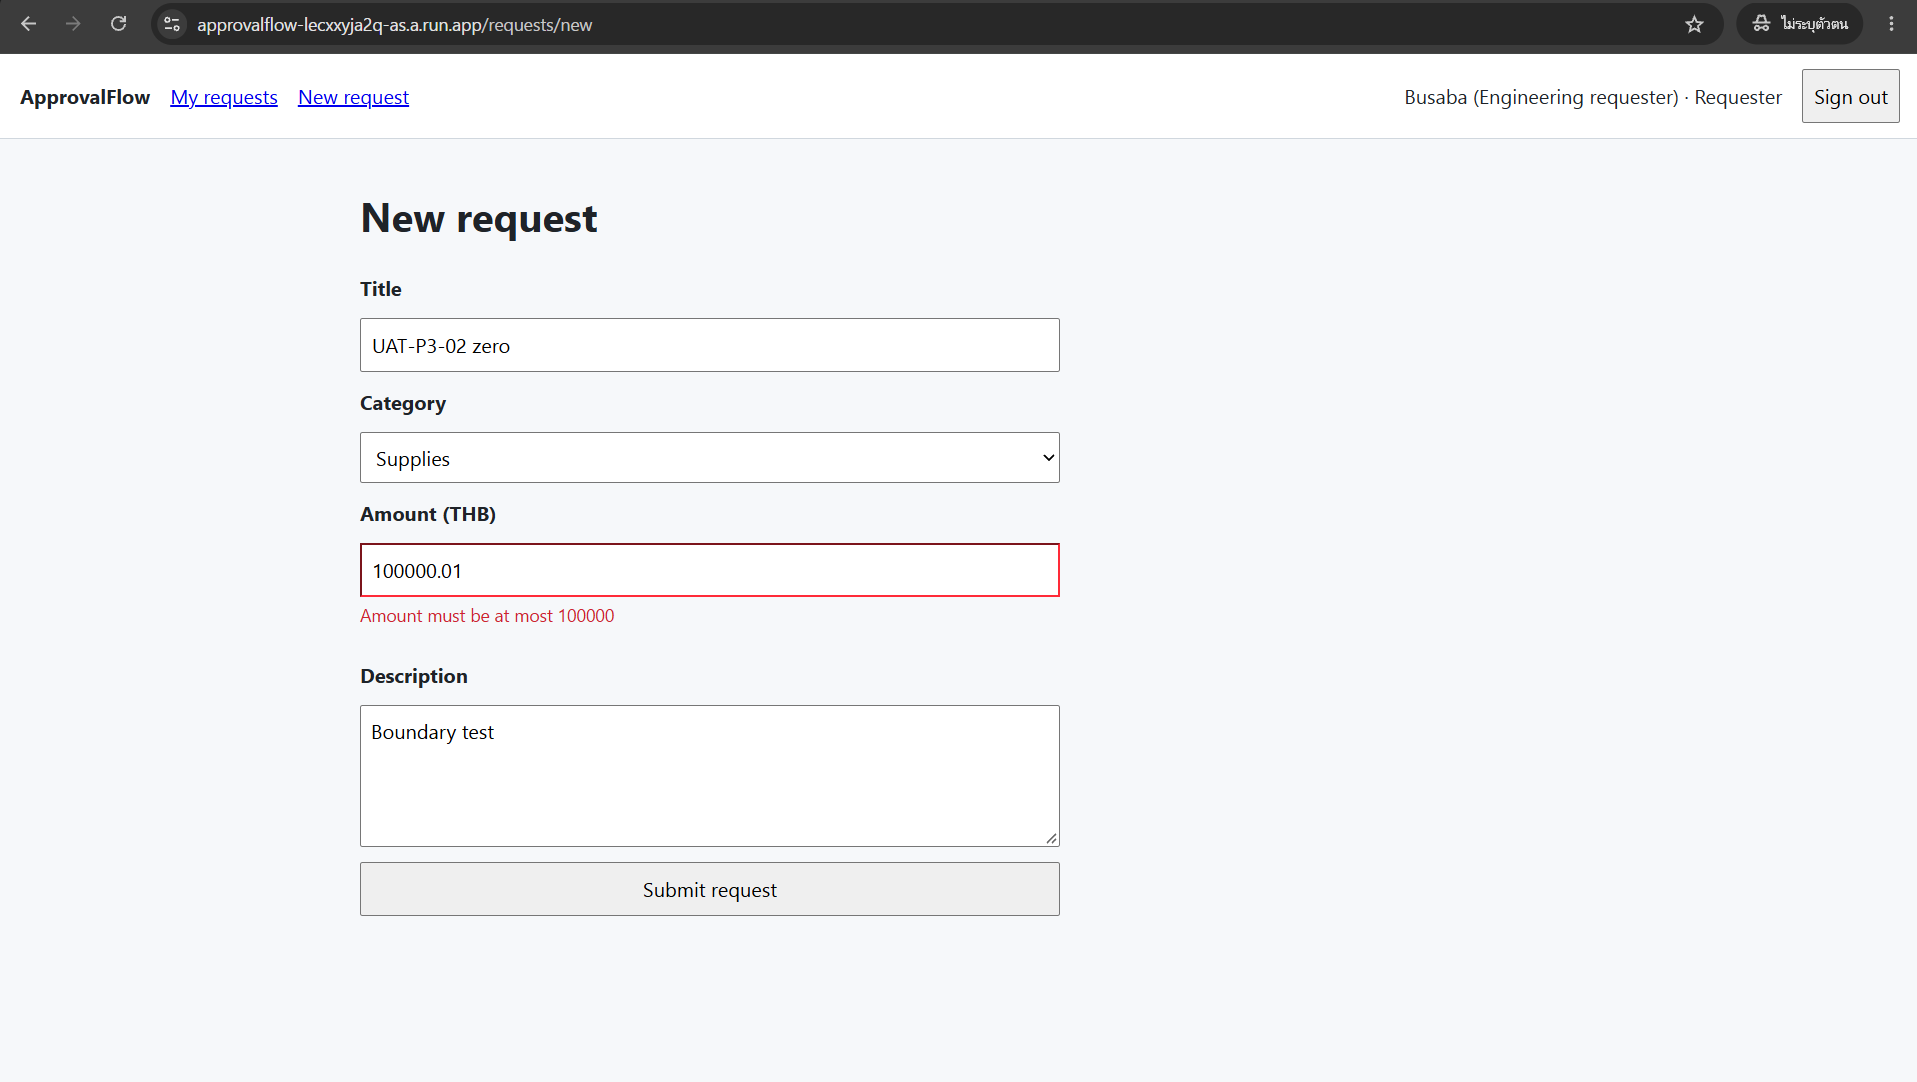 approvalflow-lecxxyja2q-as.a.run.app/requests/new
ไม่ระบุตัวตน
ApprovalFlow My requests New request Busaba (Engineering requester) · Requester Sign out
New request
Title
UAT-P3-02 zero
Category
Supplies
Amount (THB)
100000.01
Amount must be at most 100000
Description
Boundary test
Submit request